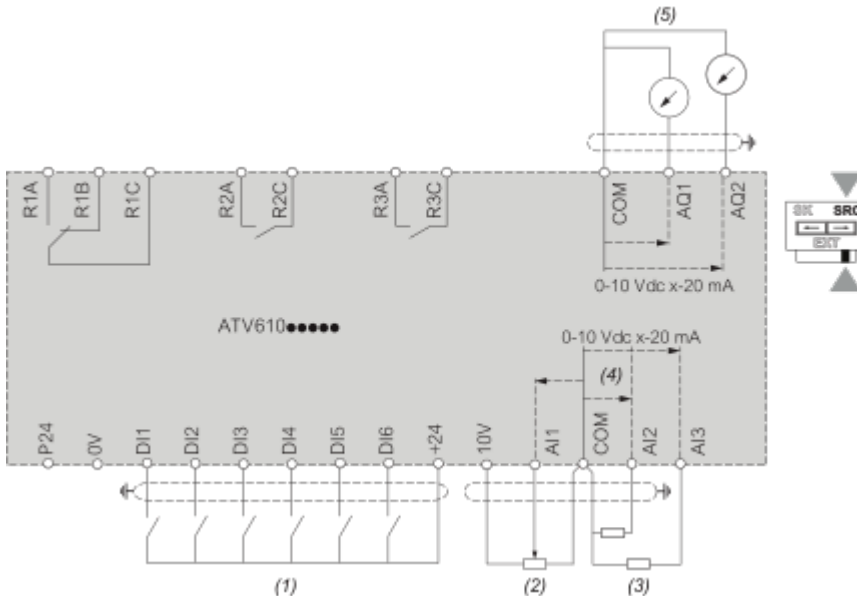 (5)
R1A R1B R1C R2A R2C R3A R3C COM AQ1 AQ2
SK SRC
EXT
0-10 Vdc x-20 mA
ATV610●●●●●
0-10 Vdc x-20 mA
(4)
P24 0V DI1 DI2 DI3 DI4 DI5 DI6 +24 10V AI1 COM AI2 AI3
(1) (2) (3)